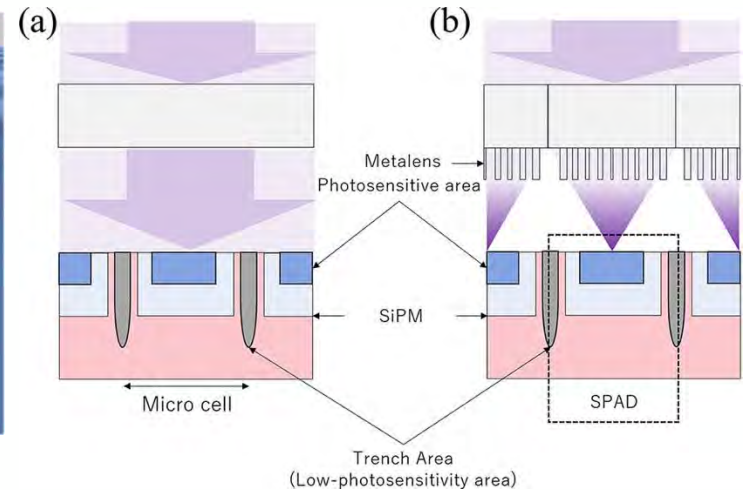 (a)
(b)
Metalens
Photosensitive area
SiPM
Micro cell
SPAD
Trench Area
(Low-photosensitivity area)